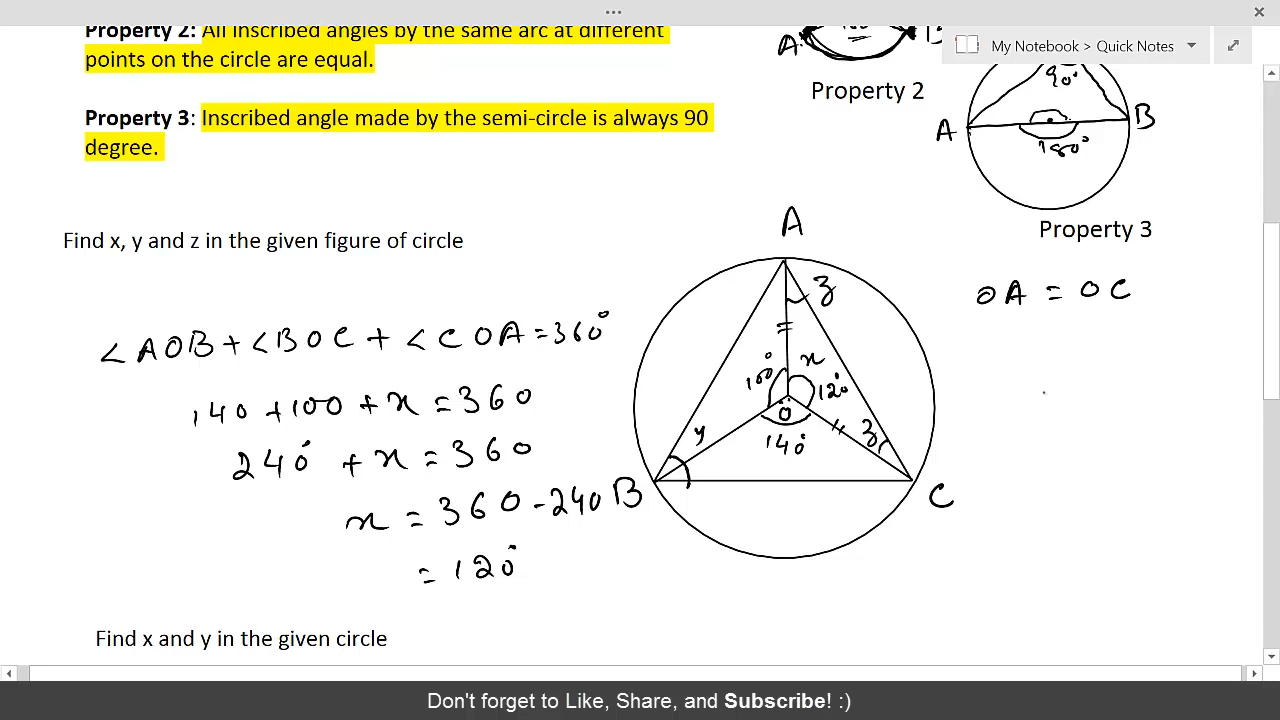 ...
My Notebook > Quick Notes
Property 2: All inscribed angles by the same arc at different
points on the circle are equal.
A
B
Property 2
Property 3: Inscribed angle made by the semi-circle is always 90
degree.
90°
A
B
180°
Property 3
Find x, y and z in the given figure of circle
A
z
OA = OC
<AOB + <BOC + <COA = 360°
140 + 100 + x = 360
240° + x = 360
x = 360 - 240
= 120°
100°
x
120°
O
y
140°
z
B
C
Find x and y in the given circle
Don't forget to Like, Share, and Subscribe! :)